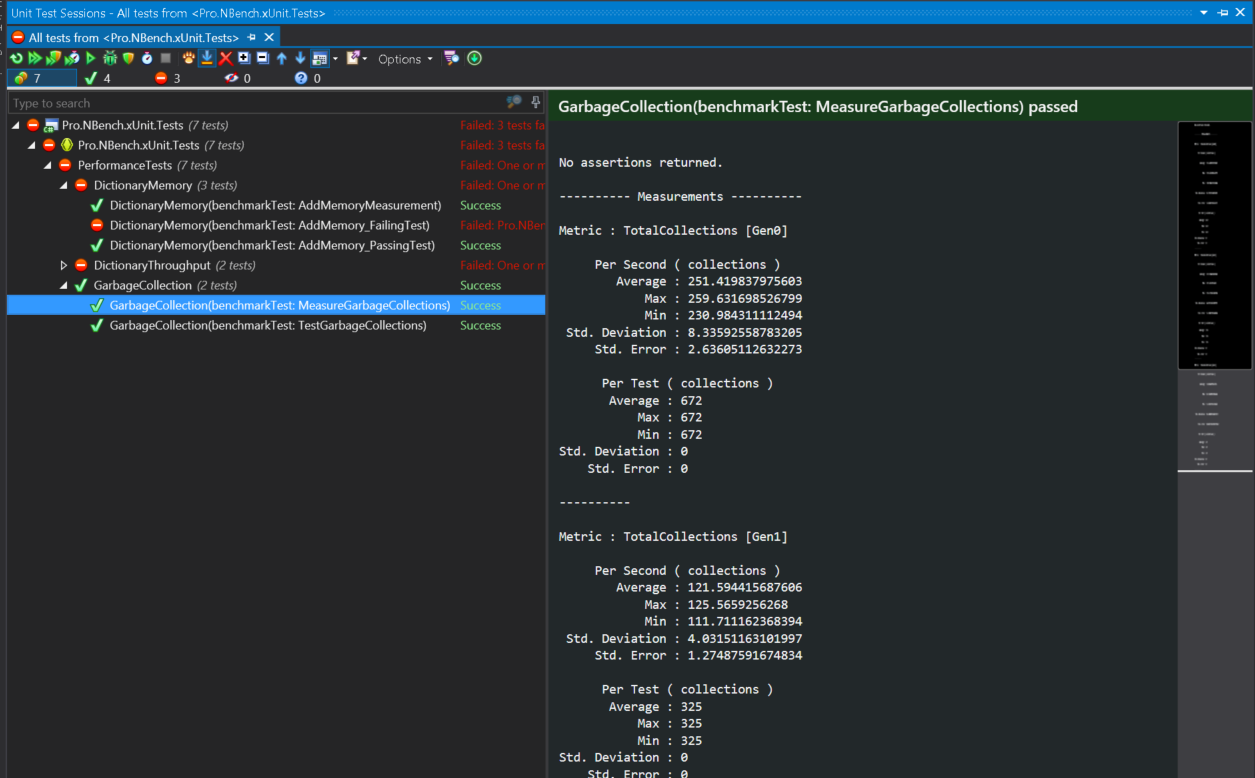 Unit Test Sessions - All tests from <Pro.NBench.xUnit.Tests>
All tests from <Pro.NBench.xUnit.Tests>
Options
7 4 3 0 0
Type to search
Pro.NBench.xUnit.Tests (7 tests) Failed: 3 tests fa
Pro.NBench.xUnit.Tests (7 tests) Failed: 3 tests fa
PerformanceTests (7 tests) Failed: One or m
DictionaryMemory (3 tests) Failed: One or m
DictionaryMemory(benchmarkTest: AddMemoryMeasurement) Success
DictionaryMemory(benchmarkTest: AddMemory_FailingTest) Failed: Pro.NBen
DictionaryMemory(benchmarkTest: AddMemory_PassingTest) Success
DictionaryThroughput (2 tests) Failed: One or m
GarbageCollection (2 tests) Success
GarbageCollection(benchmarkTest: MeasureGarbageCollections) Success
GarbageCollection(benchmarkTest: TestGarbageCollections) Success
GarbageCollection(benchmarkTest: MeasureGarbageCollections) passed
No assertions returned.
---------- Measurements ----------
Metric : TotalCollections [Gen0]
Per Second ( collections )
Average : 251.419837975603
Max : 259.631698526799
Min : 230.984311112494
Std. Deviation : 8.33592558783205
Std. Error : 2.63605112632273
Per Test ( collections )
Average : 672
Max : 672
Min : 672
Std. Deviation : 0
Std. Error : 0
----------
Metric : TotalCollections [Gen1]
Per Second ( collections )
Average : 121.594415687606
Max : 125.5659256268
Min : 111.711162368394
Std. Deviation : 4.03151163101997
Std. Error : 1.27487591674834
Per Test ( collections )
Average : 325
Max : 325
Min : 325
Std. Deviation : 0
Std. Error : 0